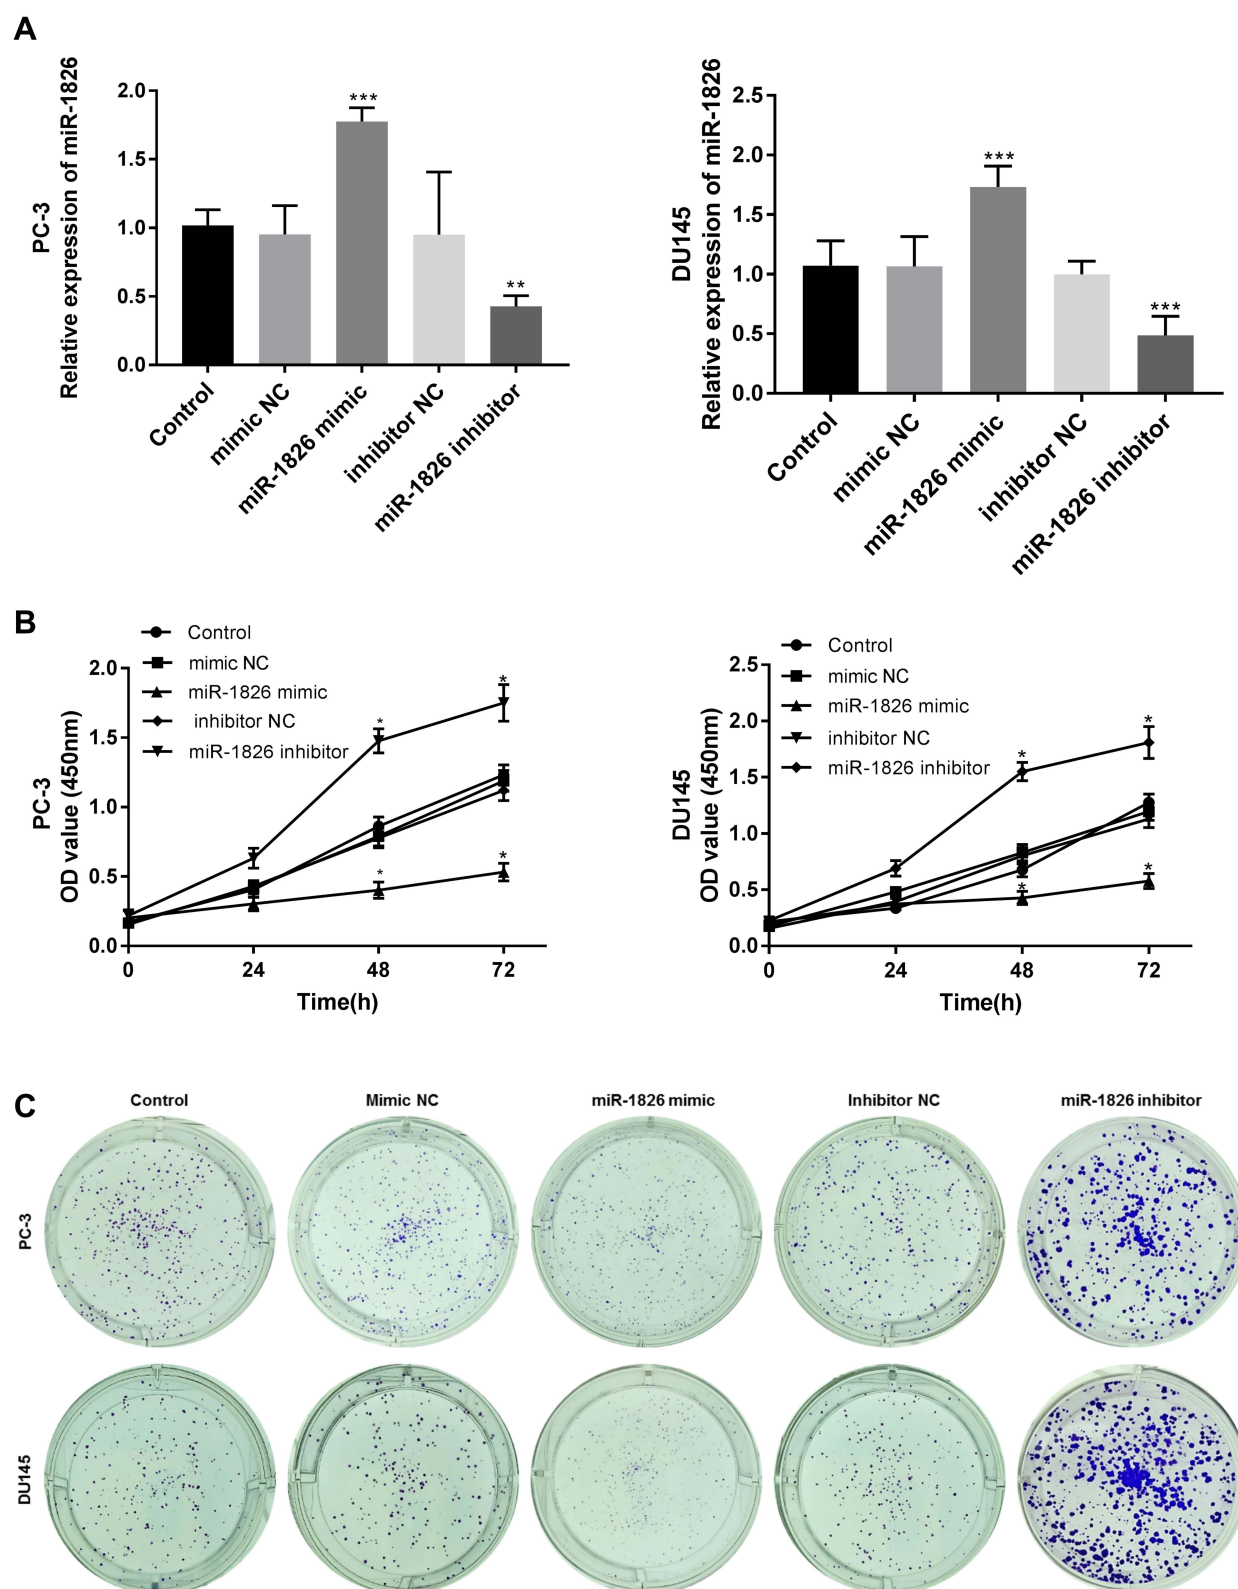 A
PC-3
Relative expression of miR-1826
2.0
1.5
1.0
0.5
0.0
***
**
Control
mimic NC
miR-1826 mimic
inhibitor NC
miR-1826 inhibitor
DU145
Relative expression of miR-1826
2.5
2.0
1.5
1.0
0.5
0.0
***
***
Control
mimic NC
miR-1826 mimic
inhibitor NC
miR-1826 inhibitor
B
Control
mimic NC
miR-1826 mimic
inhibitor NC
miR-1826 inhibitor
PC-3
OD value (450nm)
2.0
1.5
1.0
0.5
0.0
*
*
*
*
0 24 48 72
Time(h)
Control
mimic NC
miR-1826 mimic
inhibitor NC
miR-1826 inhibitor
DU145
OD value (450nm)
2.5
2.0
1.5
1.0
0.5
0.0
*
*
*
*
0 24 48 72
Time(h)
C
Control Mimic NC miR-1826 mimic Inhibitor NC miR-1826 inhibitor
PC-3
DU145